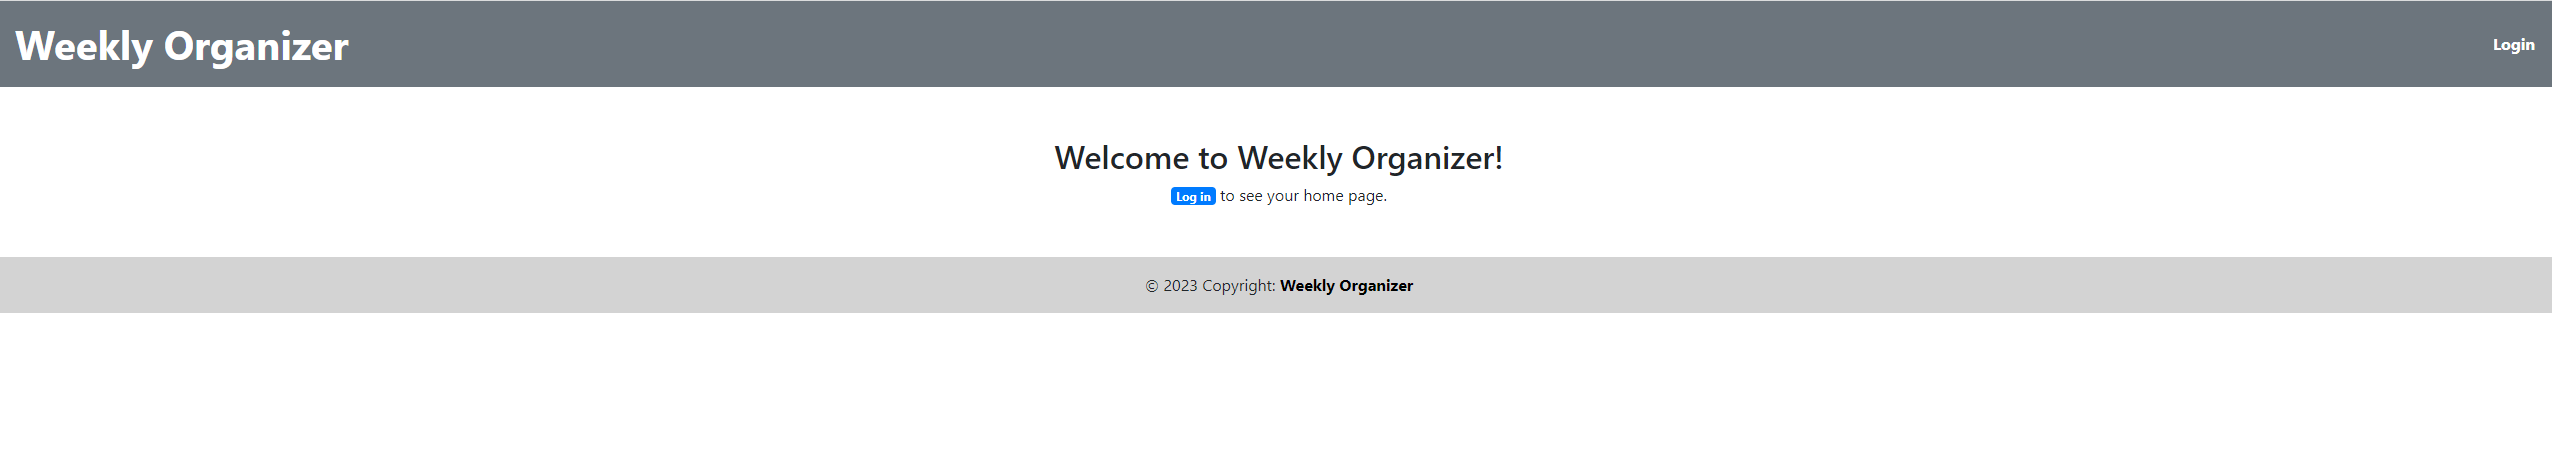 Weekly Organizer
Login
Welcome to Weekly Organizer!
Log in to see your home page.
© 2023 Copyright: Weekly Organizer